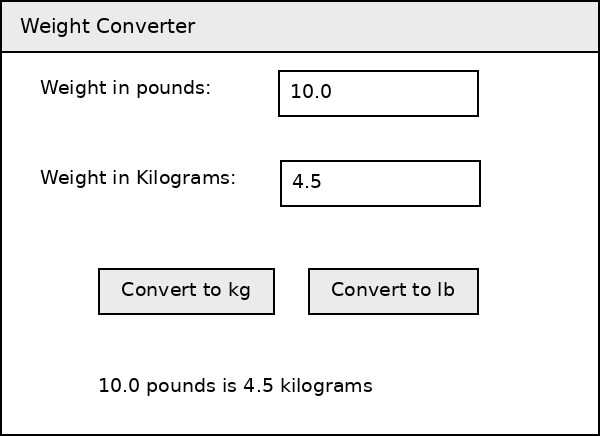 Weight Converter
Weight in pounds: 10.0
Weight in Kilograms: 4.5
Convert to kg Convert to lb
10.0 pounds is 4.5 kilograms